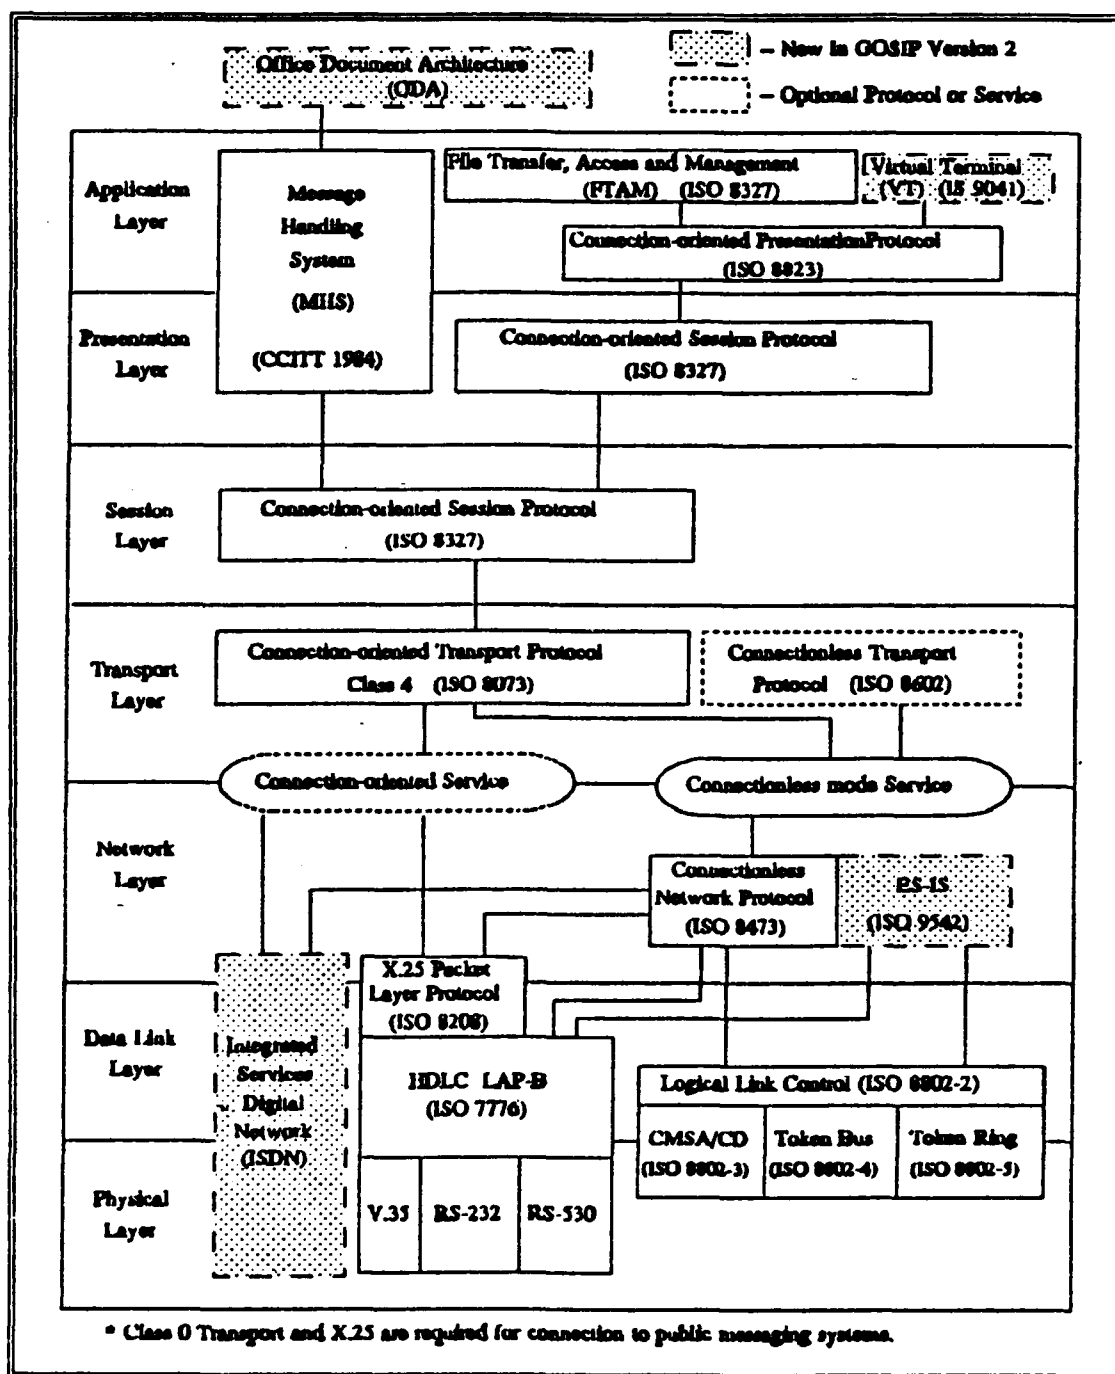 Office Document Architecture
(ODA)
– New in GOSIP Version 2
– Optional Protocol or Service
Application
Layer
Message
Handling
System
(MHS)
(CCITT 1984)
File Transfer, Access and Management
(FTAM) (ISO 8327)
Virtual Terminal
(VT) (IS 9041)
Connection-oriented PresentationProtocol
(ISO 8823)
Presentation
Layer
Connection-oriented Session Protocol
(ISO 8327)
Session
Layer
Connection-oriented Session Protocol
(ISO 8327)
Transport
Layer
Connection-oriented Transport Protocol
Class 4 (ISO 8073)
Connectionless Transport
Protocol (ISO 8602)
Connection-oriented Service
Connectionless mode Service
Network
Layer
Connectionless
Network Protocol
(ISO 8473)
ES-IS
(ISO 9542)
X.25 Packet
Layer Protocol
(ISO 8208)
Data Link
Layer
Integrated
Services
Digital
Network
(ISDN)
HDLC LAP-B
(ISO 7776)
Logical Link Control (ISO 8802-2)
CMSA/CD
(ISO 8802-3)
Token Bus
(ISO 8802-4)
Token Ring
(ISO 8802-5)
Physical
Layer
V.35
RS-232
RS-530
* Class 0 Transport and X.25 are required for connection to public messaging systems.